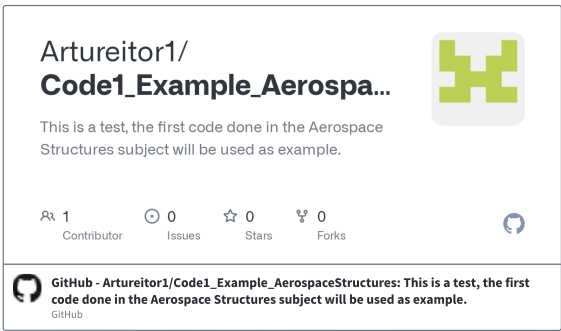 Artureitor1/
Code1_Example_Aerospa...
This is a test, the first code done in the Aerospace
Structures subject will be used as example.
1
Contributor
0
Issues
0
Stars
0
Forks
GitHub - Artureitor1/Code1_Example_AerospaceStructures: This is a test, the first
code done in the Aerospace Structures subject will be used as example.
GitHub